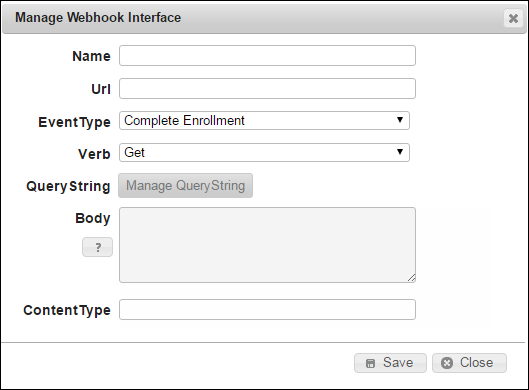 Manage Webhook Interface
Name
Url
EventType Complete Enrollment
Verb Get
QueryString Manage QueryString
Body
?
ContentType
Save Close